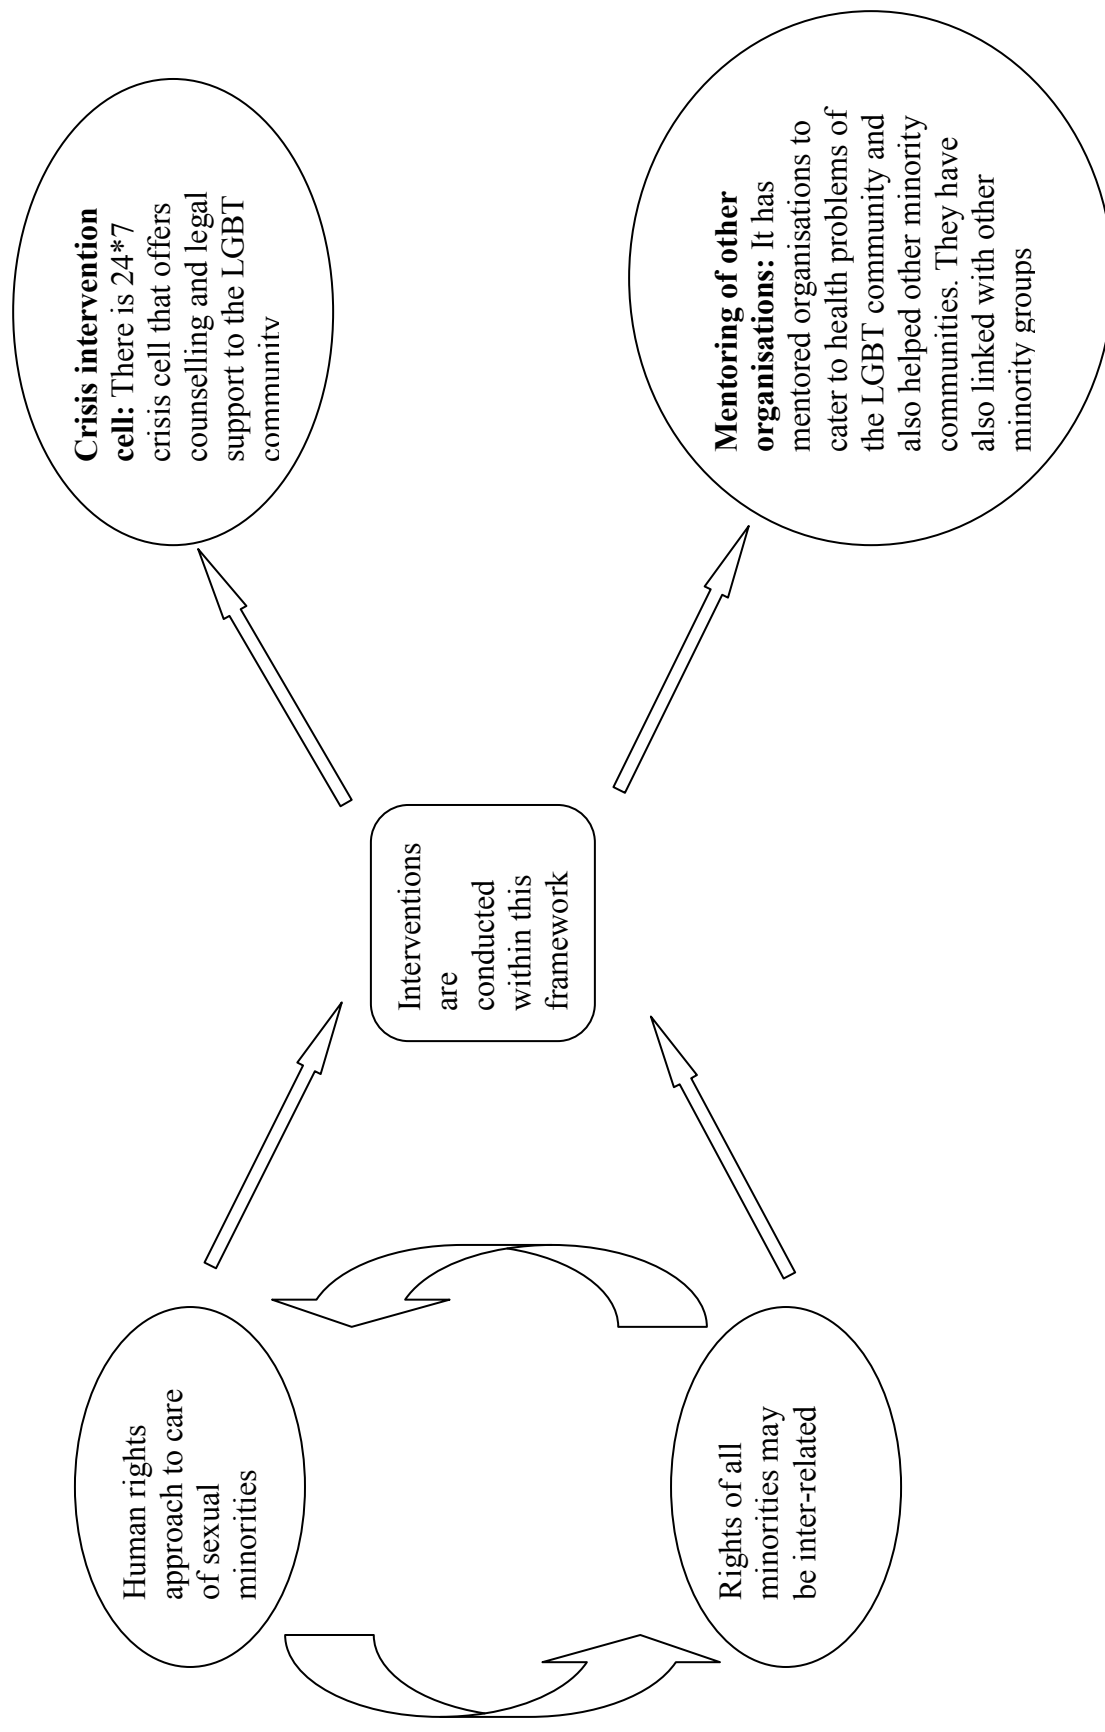 Human rights
approach to care
of sexual
minorities
Rights of all
minorities may
be inter-related
Interventions
are
conducted
within this
framework
Crisis intervention
cell: There is 24*7
crisis cell that offers
counselling and legal
support to the LGBT
community
Mentoring of other
organisations: It has
mentored organisations to
cater to health problems of
the LGBT community and
also helped other minority
communities. They have
also linked with other
minority groups